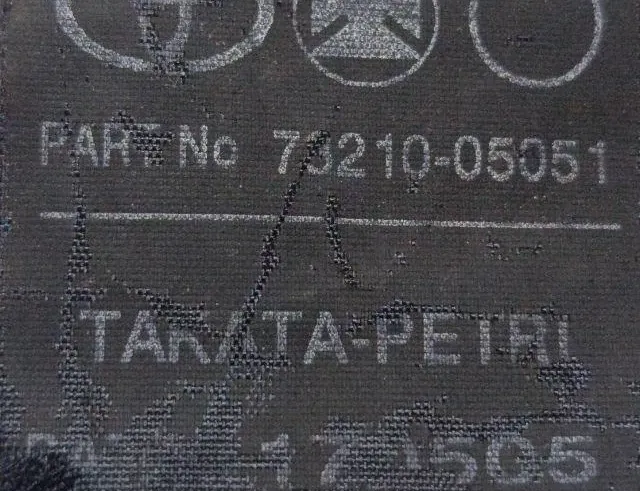 PART No 73210-05051
TAKATA-PETRI